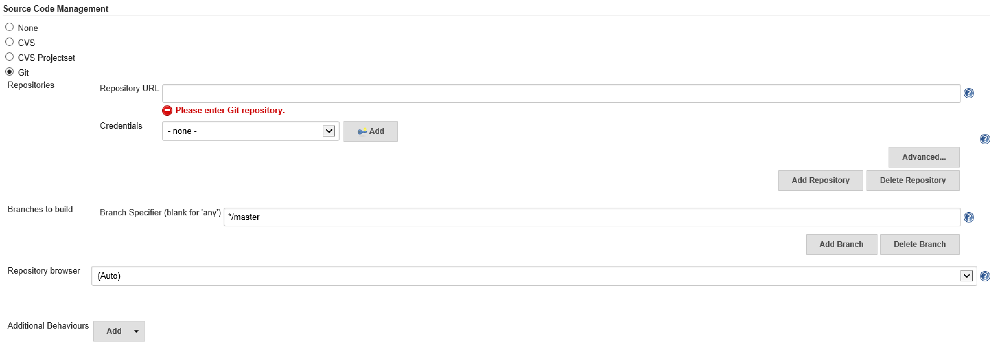 Source Code Management
None
CVS
CVS Projectset
Git
Repositories
Repository URL
Please enter Git repository.
Credentials
- none -
Add
Advanced...
Add Repository
Delete Repository
Branches to build
Branch Specifier (blank for 'any')
*/master
Add Branch
Delete Branch
Repository browser
(Auto)
Additional Behaviours
Add